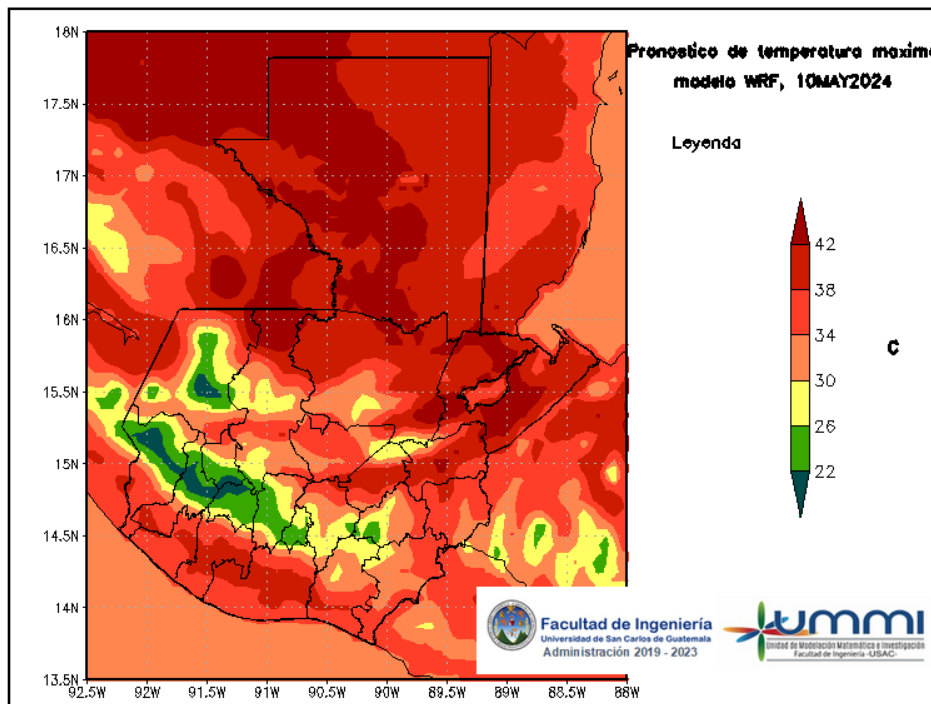 Pronostico de temperatura maxima
modelo WRF, 10MAY2024
Leyenda
42
38
34
30
26
22
C
18N
17.5N
17N
16.5N
16N
15.5N
15N
14.5N
14N
13.5N
92.5W 92W 91.5W 91W 90.5W 90W 89.5W 89W 88.5W 88W
Facultad de Ingeniería
Universidad de San Carlos de Guatemala
Administración 2019 - 2023
UMMI
Unidad de Modelación Matemática e Investigación
Facultad de Ingeniería -USAC-